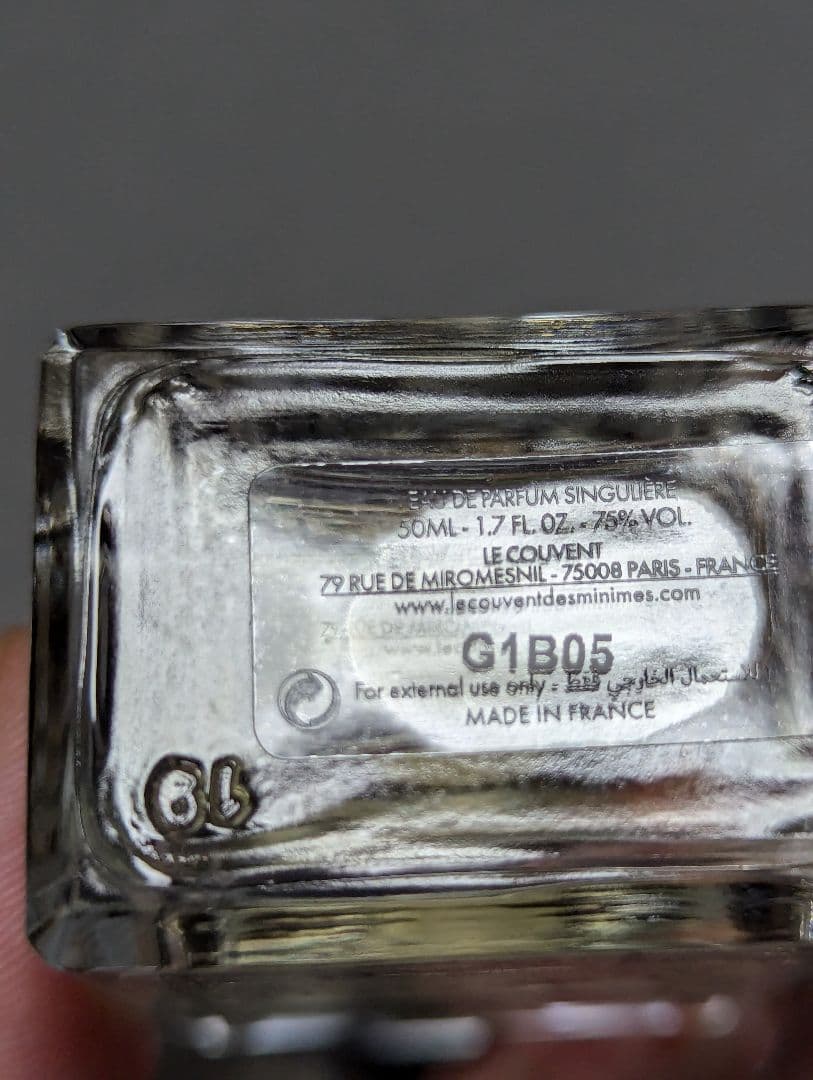 EAU DE PARFUM SINGULIÈRE
50ML - 1.7 FL. OZ. - 75% VOL.
LE COUVENT
79 RUE DE MIROMESNIL - 75008 PARIS - FRANCE
www.lecouventdesminimes.com
G1B05
For external use only - للاستعمال الخارجي فقط
MADE IN FRANCE